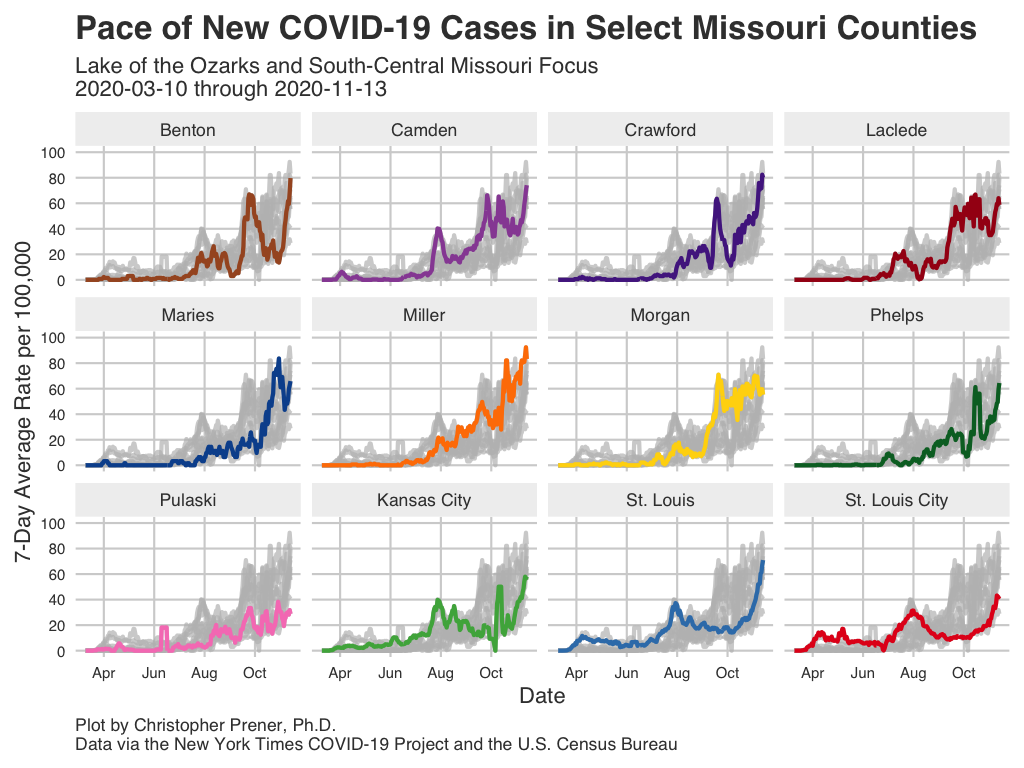 Pace of New COVID-19 Cases in Select Missouri Counties
Lake of the Ozarks and South-Central Missouri Focus
2020-03-10 through 2020-11-13
Benton Camden Crawford Laclede
100
80
60
40
20
0
Maries Miller Morgan Phelps
100
80
60
40
20
0
Pulaski Kansas City St. Louis St. Louis City
100
80
60
40
20
0
Apr Jun Aug Oct Apr Jun Aug Oct Apr Jun Aug Oct Apr Jun Aug Oct
7-Day Average Rate per 100,000
Date
Plot by Christopher Prener, Ph.D.
Data via the New York Times COVID-19 Project and the U.S. Census Bureau